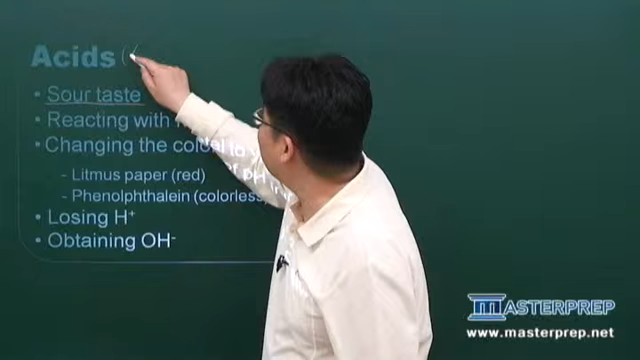 Acids (
• Sour taste
• Reacting with
• Changing the color
- Litmus paper (red)
- Phenolphthalein (colorless
• Losing H⁺
• Obtaining OH⁻
MASTERPREP
www.masterprep.net